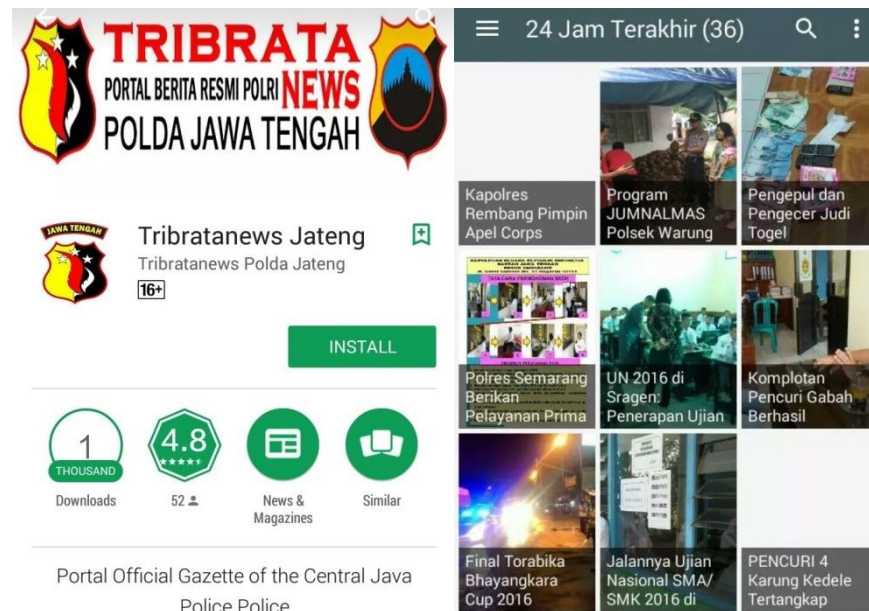 TRIBRATA
PORTAL BERITA RESMI POLRI NEWS
POLDA JAWA TENGAH
JAWA TENGAH
Tribratanews Jateng
Tribratanews Polda Jateng
16+
INSTALL
1
THOUSAND
Downloads
4.8
52
News &
Magazines
Similar
Portal Official Gazette of the Central Java
Police Police
24 Jam Terakhir (36)
Kapolres
Rembang Pimpin
Apel Corps
Program
JUMNALMAS
Polsek Warung
Pengepul dan
Pengecer Judi
Togel
Polres Semarang
Berikan
Pelayanan Prima
UN 2016 di
Sragen:
Penerapan Ujian
Komplotan
Pencuri Gabah
Berhasil
Final Torabika
Bhayangkara
Cup 2016
Jalannya Ujian
Nasional SMA/
SMK 2016 di
PENCURI 4
Karung Kedele
Tertangkap